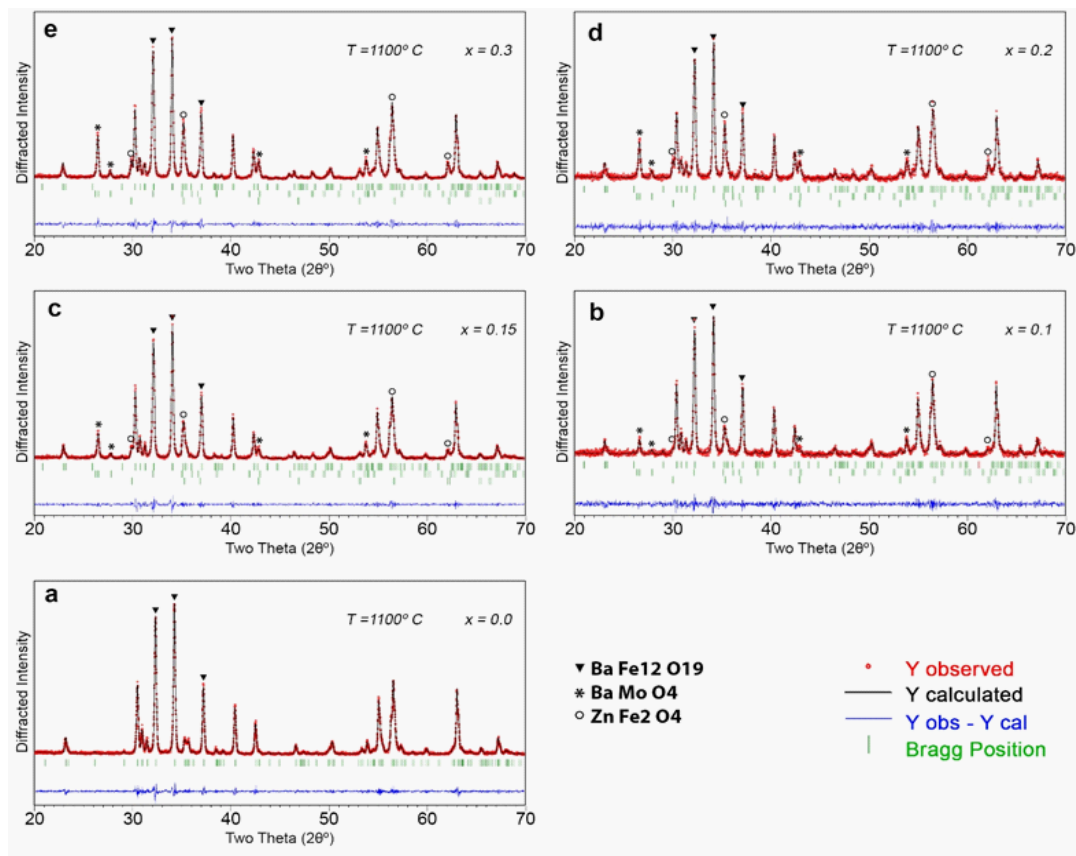 e
T =1100° C x = 0.3
Diffracted Intensity
20 30 40 50 60 70
Two Theta (2θ°)
d
T =1100° C x = 0.2
Diffracted Intensity
20 30 40 50 60 70
Two Theta (2θ°)
c
T =1100° C x = 0.15
Diffracted Intensity
20 30 40 50 60 70
Two Theta (2θ°)
b
T =1100° C x = 0.1
Diffracted Intensity
20 30 40 50 60 70
Two Theta (2θ°)
a
T =1100° C x = 0.0
Diffracted Intensity
20 30 40 50 60 70
Two Theta (2θ°)
▼ Ba Fe12 O19
* Ba Mo O4
○ Zn Fe2 O4
Y observed
Y calculated
Y obs - Y cal
Bragg Position